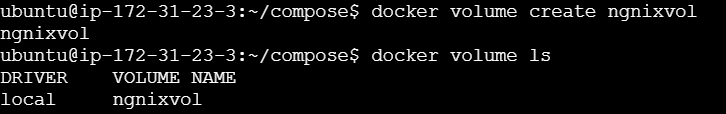 ubuntu@ip-172-31-23-3:~/compose$ docker volume create ngnixvol
ngnixvol
ubuntu@ip-172-31-23-3:~/compose$ docker volume ls
DRIVER    VOLUME NAME
local     ngnixvol